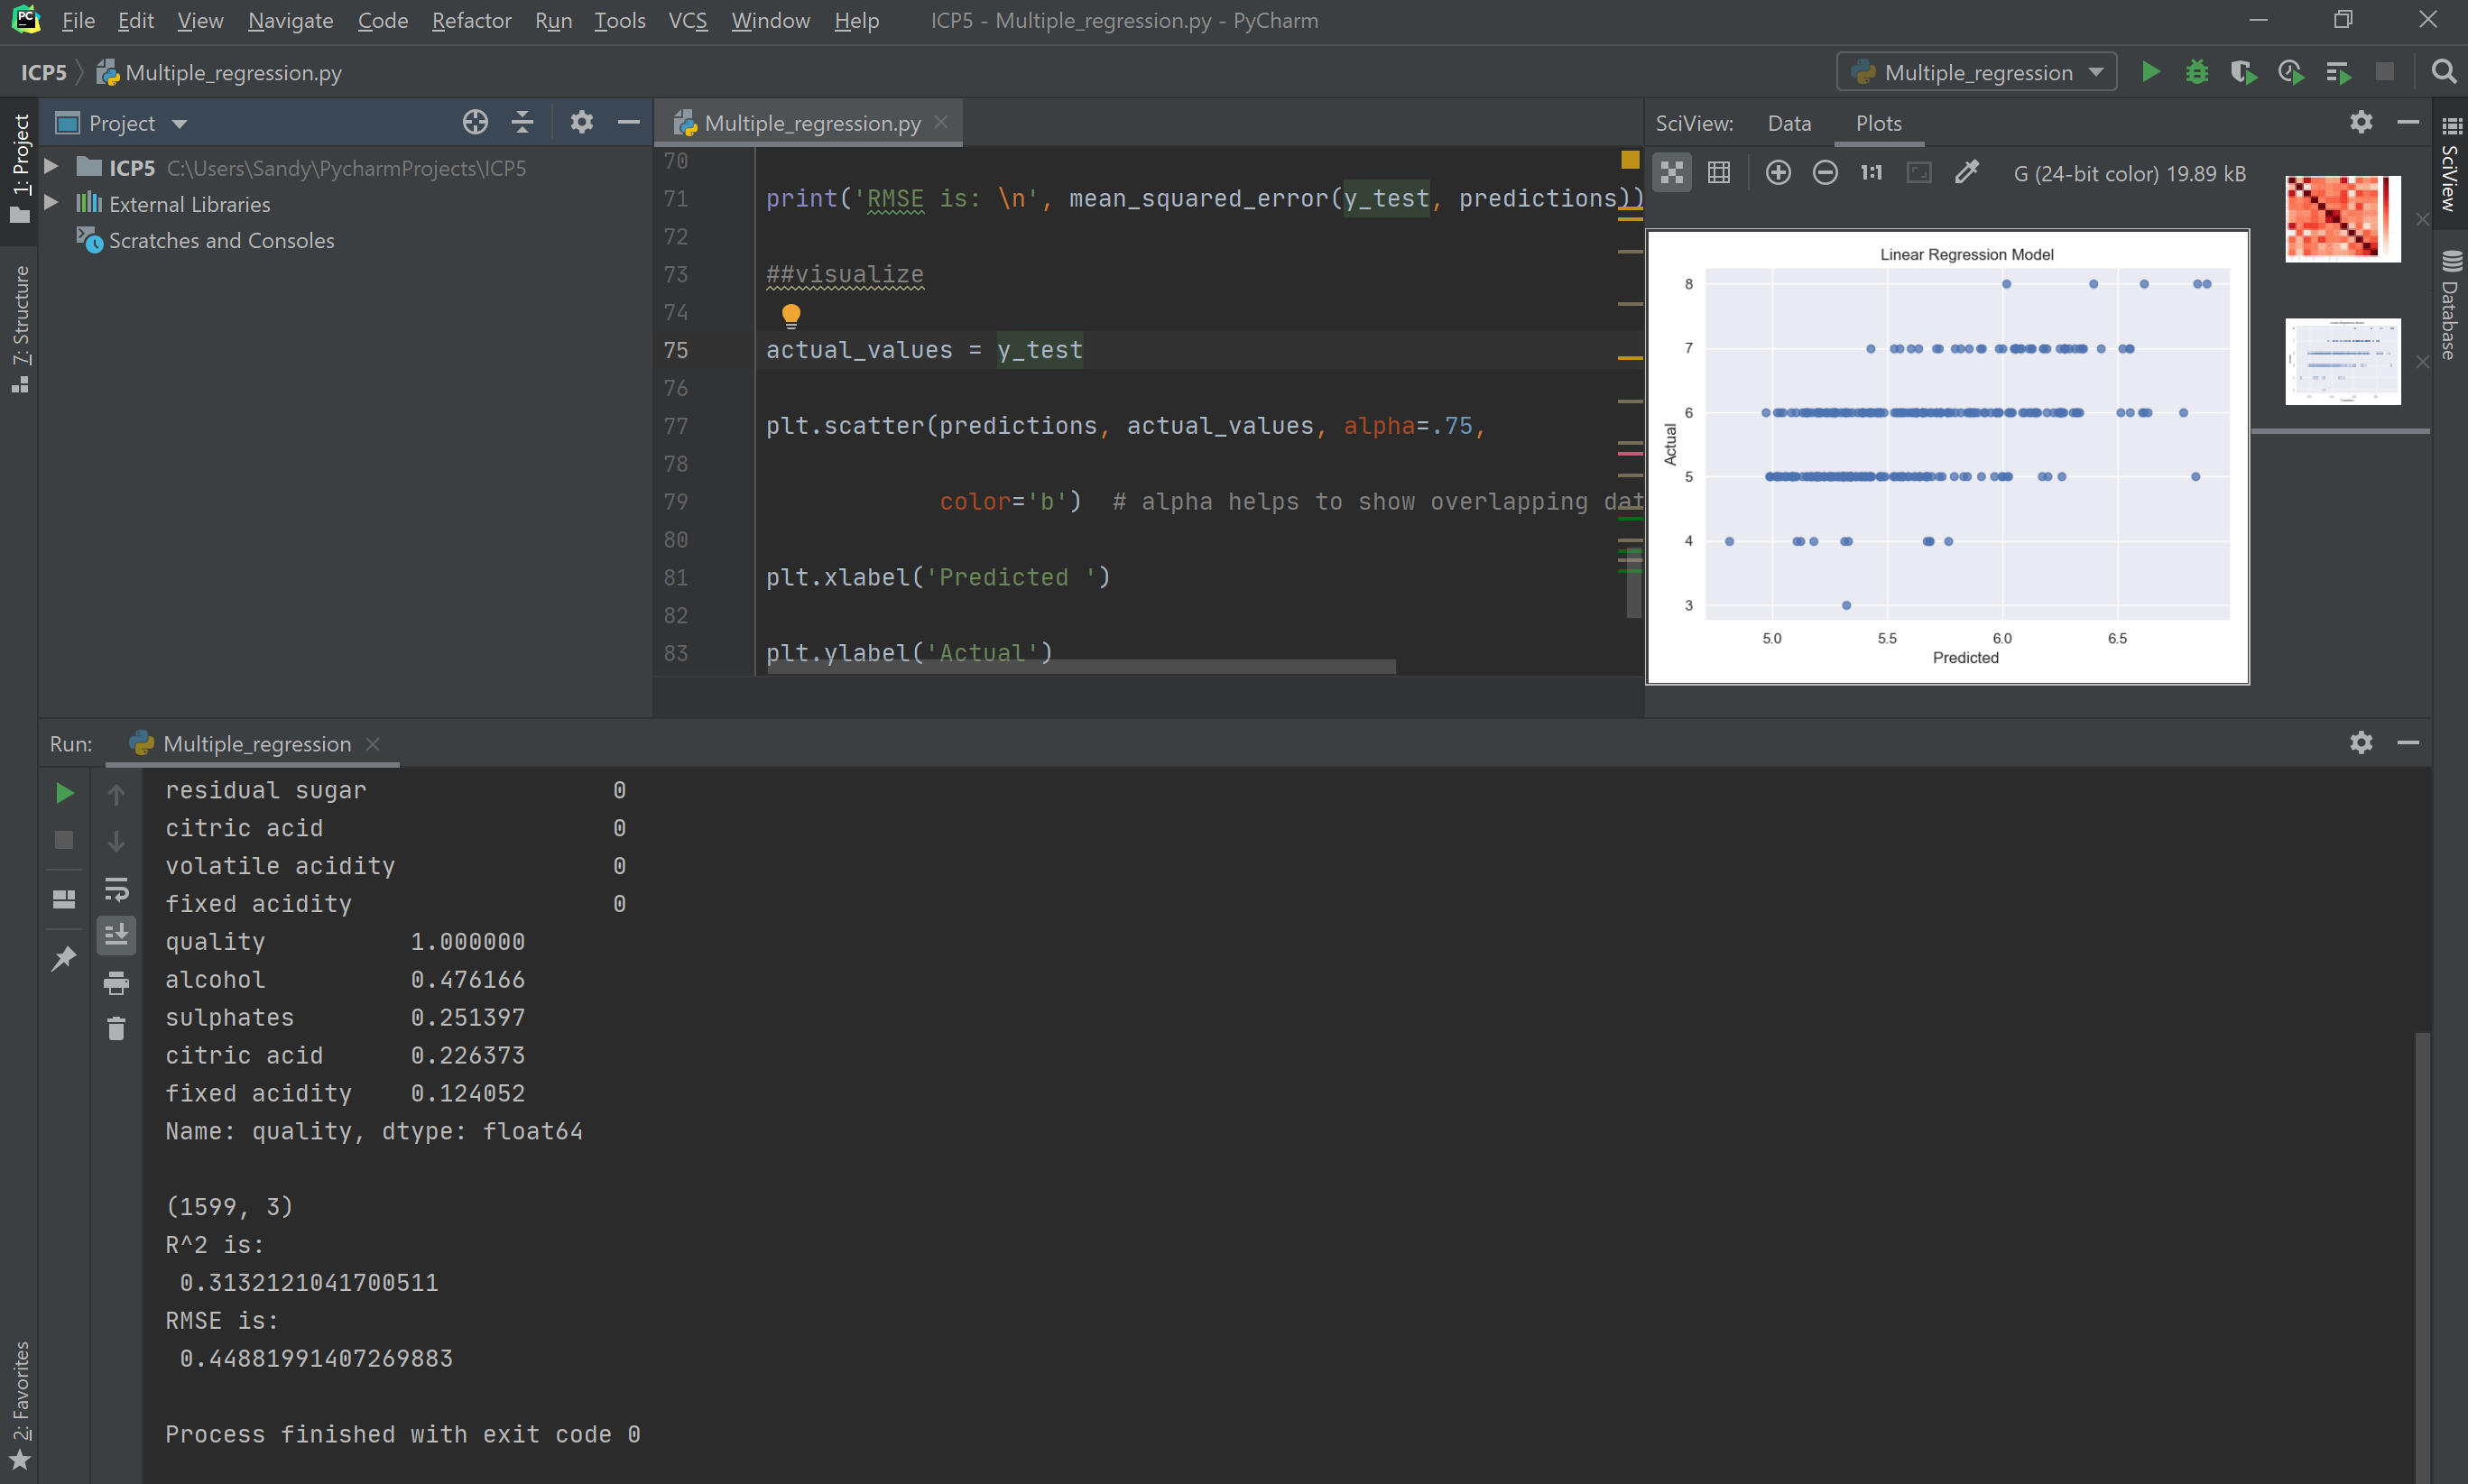 File Edit View Navigate Code Refactor Run Tools VCS Window Help ICP5 - Multiple_regression.py - PyCharm
ICP5 Multiple_regression.py Multiple_regression
1: Project
7: Structure
2: Favorites
Project
ICP5 C:\Users\Sandy\PycharmProjects\ICP5
External Libraries
Scratches and Consoles
Multiple_regression.py
70
71 print('RMSE is: \n', mean_squared_error(y_test, predictions))
72
73 ##visualize
74
75 actual_values = y_test
76
77 plt.scatter(predictions, actual_values, alpha=.75,
78
79 color='b') # alpha helps to show overlapping dat
80
81 plt.xlabel('Predicted ')
82
83 plt.ylabel('Actual')
SciView: Data Plots
1:1 G (24-bit color) 19.89 kB
Linear Regression Model
8
7
6
5
4
3
Actual
5.0 5.5 6.0 6.5
Predicted
SciView
Database
Run: Multiple_regression
residual sugar 0
citric acid 0
volatile acidity 0
fixed acidity 0
quality 1.000000
alcohol 0.476166
sulphates 0.251397
citric acid 0.226373
fixed acidity 0.124052
Name: quality, dtype: float64
(1599, 3)
R^2 is:
0.3132121041700511
RMSE is:
0.44881991407269883
Process finished with exit code 0